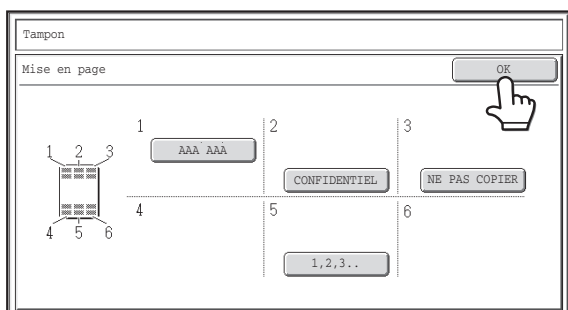 Tampon
Mise en page
OK
1 2 3
4 5 6
1
AAA AAA
2
CONFIDENTIEL
3
NE PAS COPIER
4
5
1,2,3..
6